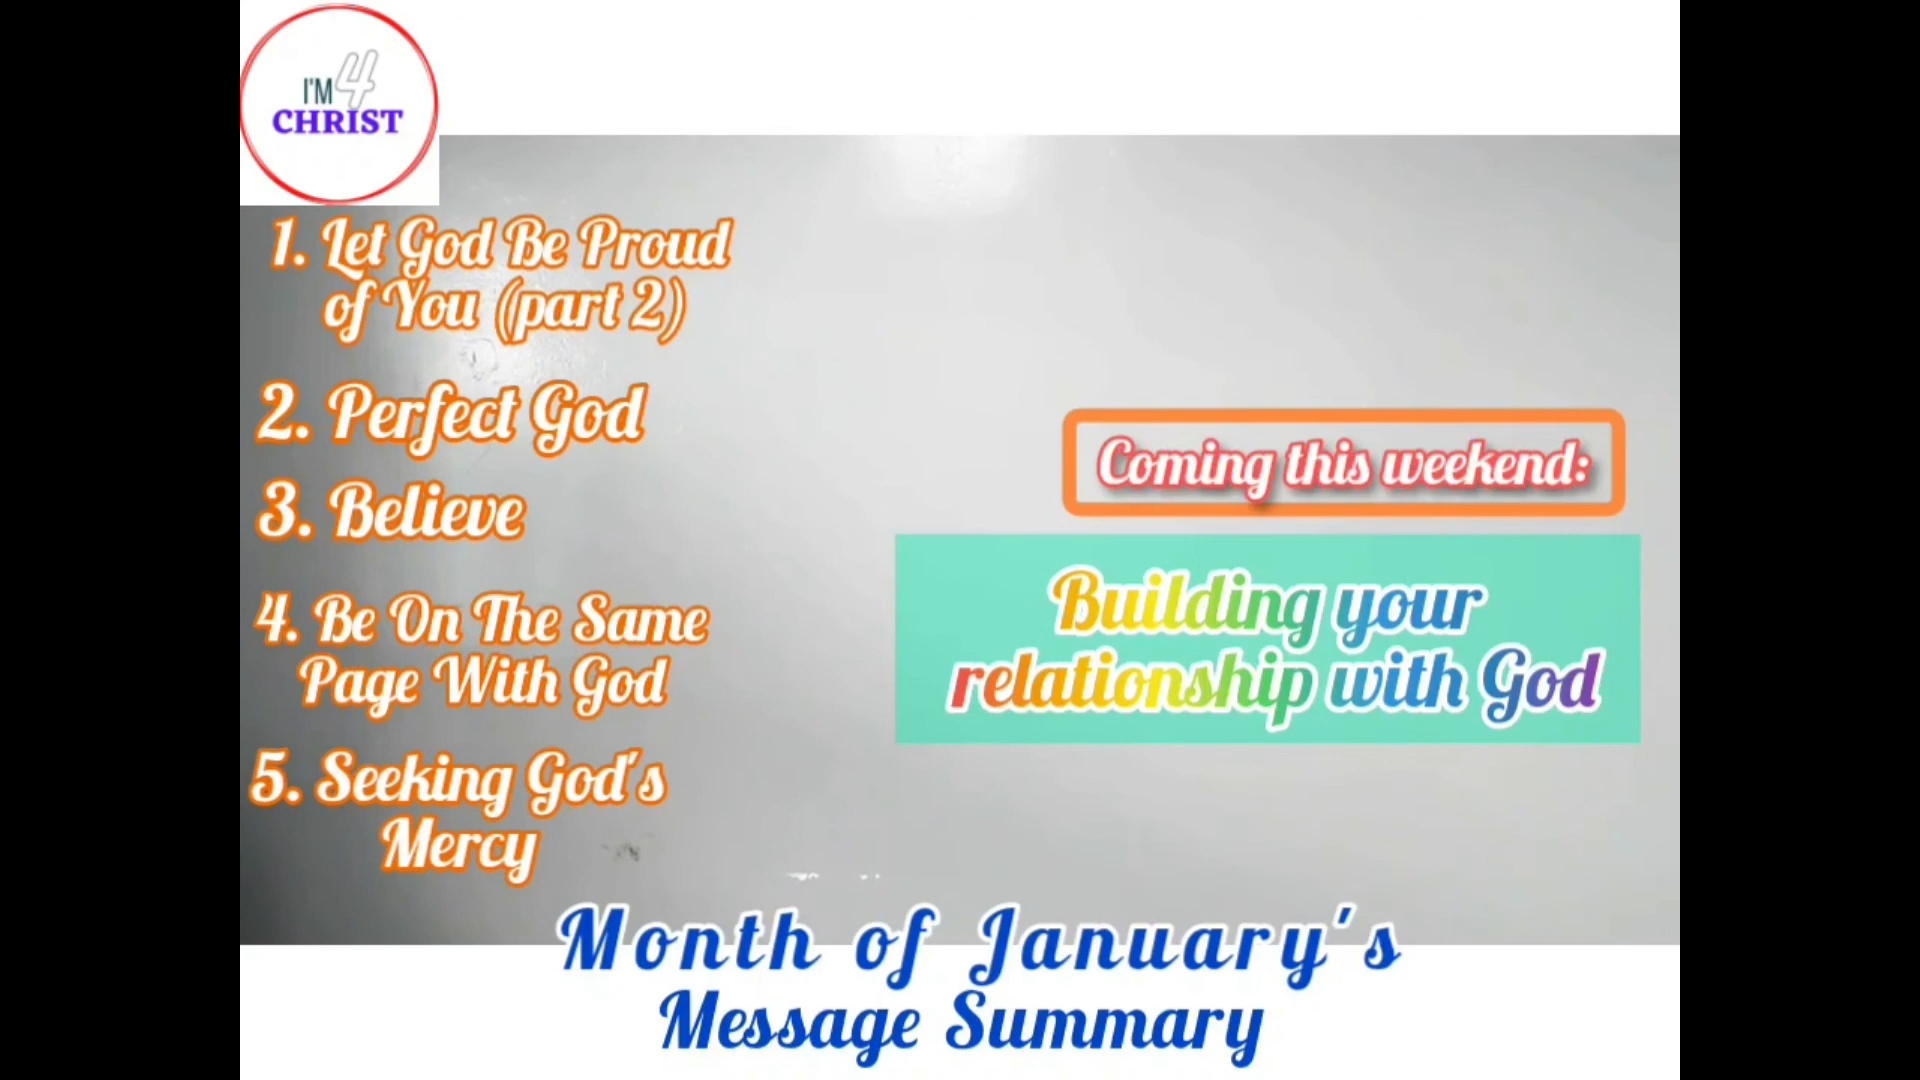 I'M 4
CHRIST
1. Let God Be Proud
of You (part 2)
2. Perfect God
3. Believe
4. Be On The Same
Page With God
5. Seeking God's
Mercy
Coming this weekend:
Building your
relationship with God
Month of January's
Message Summary